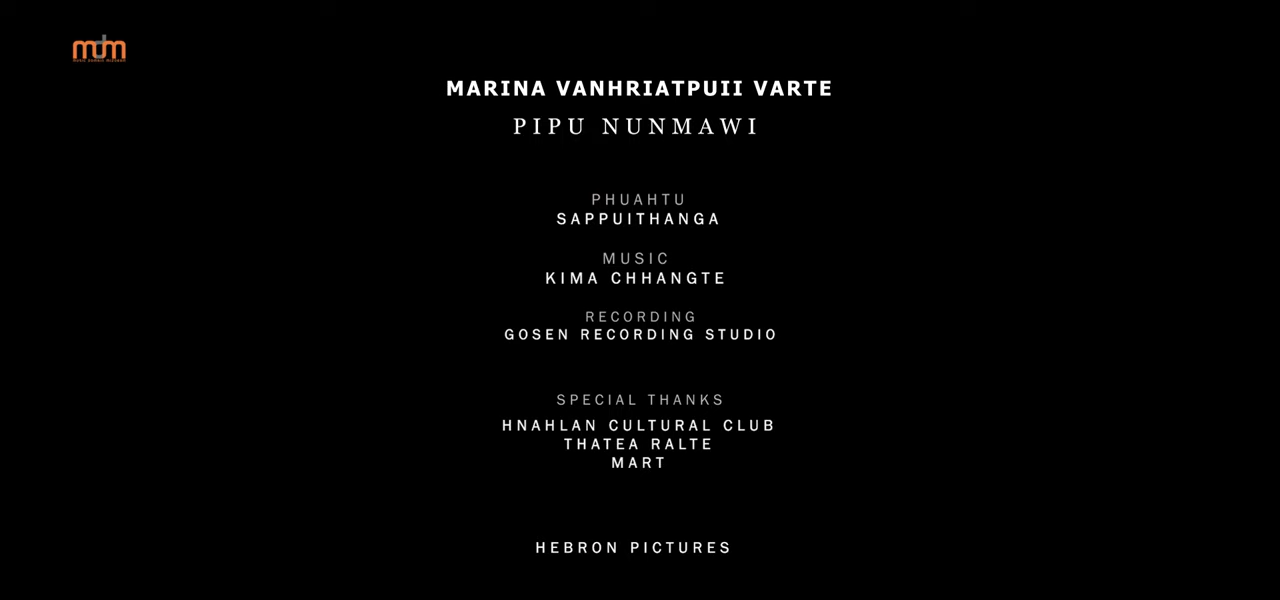 mdm
MARINA VANHRIATPUII VARTE
PIPU NUNMAWI
PHUAHTU
SAPPUITHANGA
MUSIC
KIMA CHHANGTE
RECORDING
GOSEN RECORDING STUDIO
SPECIAL THANKS
HNAHLAN CULTURAL CLUB
THATEA RALTE
MART
HEBRON PICTURES